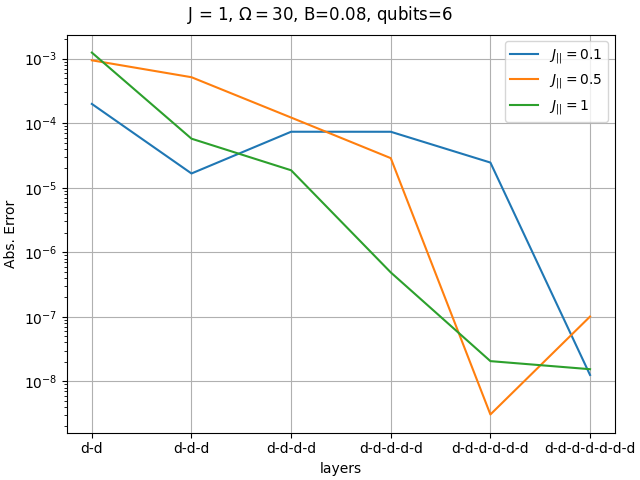 J = 1, Ω = 30, B=0.08, qubits=6
J_{||} = 0.1
J_{||} = 0.5
J_{||} = 1
Abs. Error
10^{-3}
10^{-4}
10^{-5}
10^{-6}
10^{-7}
10^{-8}
d-d d-d-d d-d-d-d d-d-d-d-d d-d-d-d-d-d d-d-d-d-d-d-d
layers